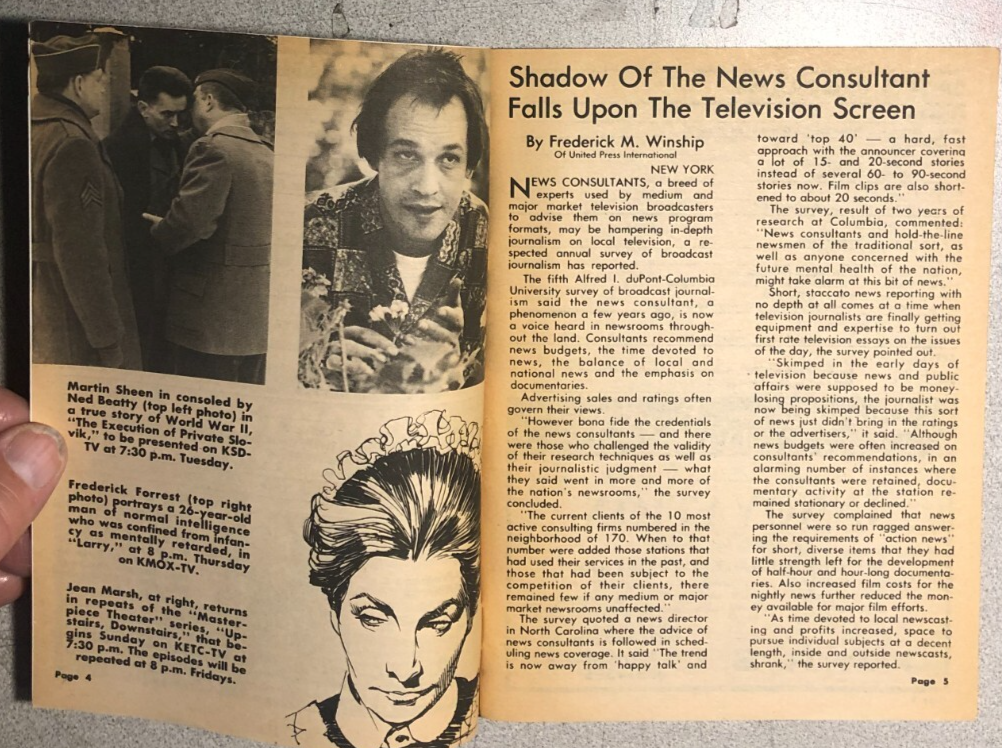 Martin Sheen in consoled by
Ned Beatty (top left photo) in
a true story of World War II,
"The Execution of Private Slo-
vik," to be presented on KSD-
TV at 7:30 p.m. Tuesday.
Frederick Forrest (top right
photo) portrays a 26-year-old
man of normal intelligence
who was confined from infan-
cy as mentally retarded, in
"Larry," at 8 p.m. Thursday
on KMOX-TV.
Jean Marsh, at right, returns
in repeats of the "Master-
piece Theater" series, "Up-
stairs, Downstairs," that be-
gins Sunday on KETC-TV at
7:30 p.m. The episodes will be
repeated at 8 p.m. Fridays.
Page 4
Shadow Of The News Consultant
Falls Upon The Television Screen
By Frederick M. Winship
Of United Press International
NEW YORK
NEWS CONSULTANTS, a breed of
experts used by medium and
major market television broadcasters
to advise them on news program
formats, may be hampering in-depth
journalism on local television, a re-
spected annual survey of broadcast
journalism has reported.
The fifth Alfred I. duPont-Columbia
University survey of broadcast journal-
ism said the news consultant, a
phenomenon a few years ago, is now
a voice heard in newsrooms through-
out the land. Consultants recommend
news budgets, the time devoted to
news, the balance of local and
national news and the emphasis on
documentaries.
Advertising sales and ratings often
govern their views.
"However bona fide the credentials
of the news consultants — and there
were those who challenged the validity
of their research techniques as well as
their journalistic judgment — what
they said went in more and more of
the nation's newsrooms," the survey
concluded.
"The current clients of the 10 most
active consulting firms numbered in the
neighborhood of 170. When to that
number were added those stations that
had used their services in the past, and
those that had been subject to the
competition of their clients, there
remained few if any medium or major
market newsrooms unaffected."
The survey quoted a news director
in North Carolina where the advice of
news consultants is followed in sched-
uling news coverage. It said "The trend
is now away from 'happy talk' and
toward 'top 40' — a hard, fast
approach with the announcer covering
a lot of 15- and 20-second stories
instead of several 60- to 90-second
stories now. Film clips are also short-
ened to about 20 seconds."
The survey, result of two years of
research at Columbia, commented:
"News consultants and hold-the-line
newsmen of the traditional sort, as
well as anyone concerned with the
future mental health of the nation,
might take alarm at this bit of news."
Short, staccato news reporting with
no depth at all comes at a time when
television journalists are finally getting
equipment and expertise to turn out
first rate television essays on the issues
of the day, the survey pointed out.
"Skimped in the early days of
television because news and public
affairs were supposed to be money-
losing propositions, the journalist was
now being skimped because this sort
of news just didn't bring in the ratings
or the advertisers," it said. "Although
news budgets were often increased on
consultants' recommendations, in an
alarming number of instances where
the consultants were retained, docu-
mentary activity at the station re-
mained stationary or declined."
The survey complained that news
personnel were so run ragged answer-
ing the requirements of "action news"
for short, diverse items that they had
little strength left for the development
of half-hour and hour-long documenta-
ries. Also increased film costs for the
nightly news further reduced the mon-
ey available for major film efforts.
"As time devoted to local newscast-
ing and profits increased, space to
pursue individual subjects at a decent
length, inside and outside newscasts,
shrank," the survey reported.
Page 5